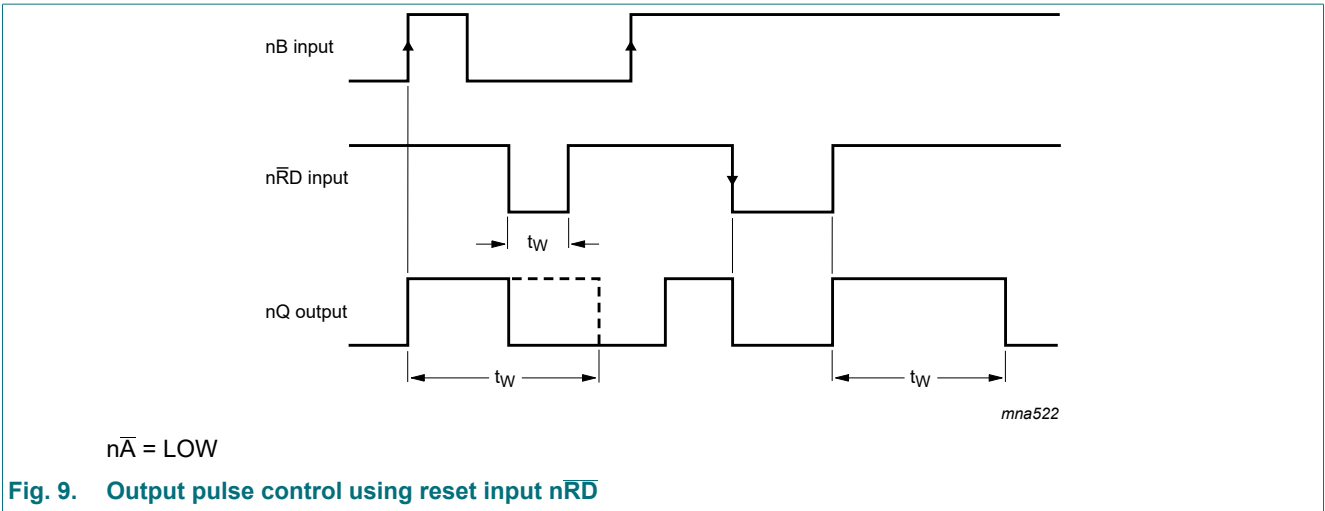 nB input
nR̅D input
tW
nQ output
tW
tW
mna522
nA̅ = LOW
Fig. 9. Output pulse control using reset input nR̅D̅